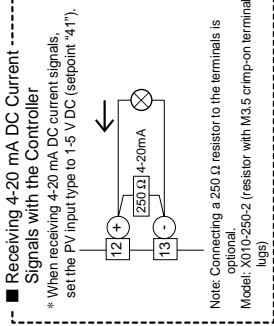 ■ Receiving 4-20 mA DC Current
Signals with the Controller
* When receiving 4-20 mA DC current signals,
set the PV input type to 1-5 V DC (setpoint “41”).
12 +
250 Ω 4-20mA
13 -
Note: Connecting a 250 Ω resistor to the terminals is
optional.
Model: X010-250-2 (resistor with M3.5 crimp-on terminal
lugs)